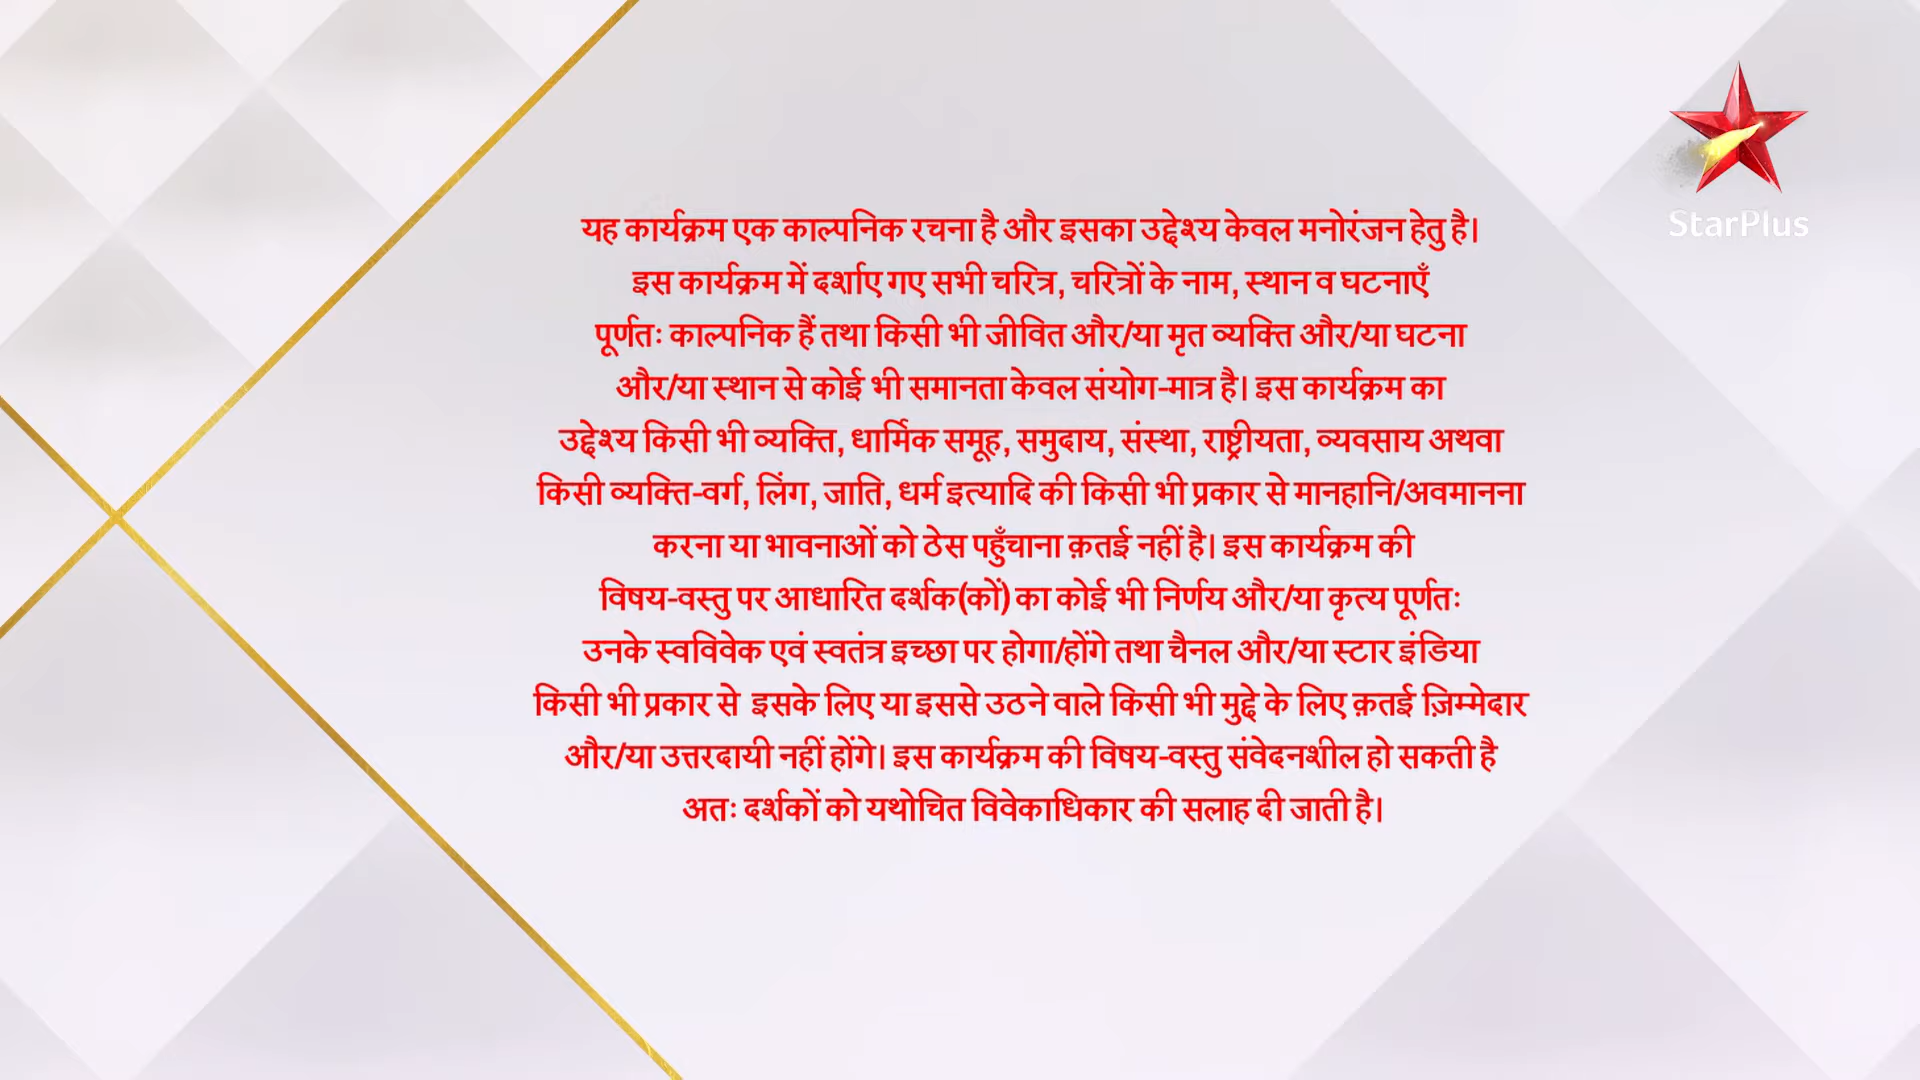 StarPlus
यह कार्यक्रम एक काल्पनिक रचना है और इसका उद्देश्य केवल मनोरंजन हेतु है।
इस कार्यक्रम में दर्शाए गए सभी चरित्र, चरित्रों के नाम, स्थान व घटनाएँ
पूर्णतः काल्पनिक हैं तथा किसी भी जीवित और/या मृत व्यक्ति और/या घटना
और/या स्थान से कोई भी समानता केवल संयोग-मात्र है। इस कार्यक्रम का
उद्देश्य किसी भी व्यक्ति, धार्मिक समूह, समुदाय, संस्था, राष्ट्रीयता, व्यवसाय अथवा
किसी व्यक्ति-वर्ग, लिंग, जाति, धर्म इत्यादि की किसी भी प्रकार से मानहानि/अवमानना
करना या भावनाओं को ठेस पहुँचाना क़तई नहीं है। इस कार्यक्रम की
विषय-वस्तु पर आधारित दर्शक(कों) का कोई भी निर्णय और/या कृत्य पूर्णतः
उनके स्वविवेक एवं स्वतंत्र इच्छा पर होगा/होंगे तथा चैनल और/या स्टार इंडिया
किसी भी प्रकार से इसके लिए या इससे उठने वाले किसी भी मुद्दे के लिए क़तई ज़िम्मेदार
और/या उत्तरदायी नहीं होंगे। इस कार्यक्रम की विषय-वस्तु संवेदनशील हो सकती है
अतः दर्शकों को यथोचित विवेकाधिकार की सलाह दी जाती है।